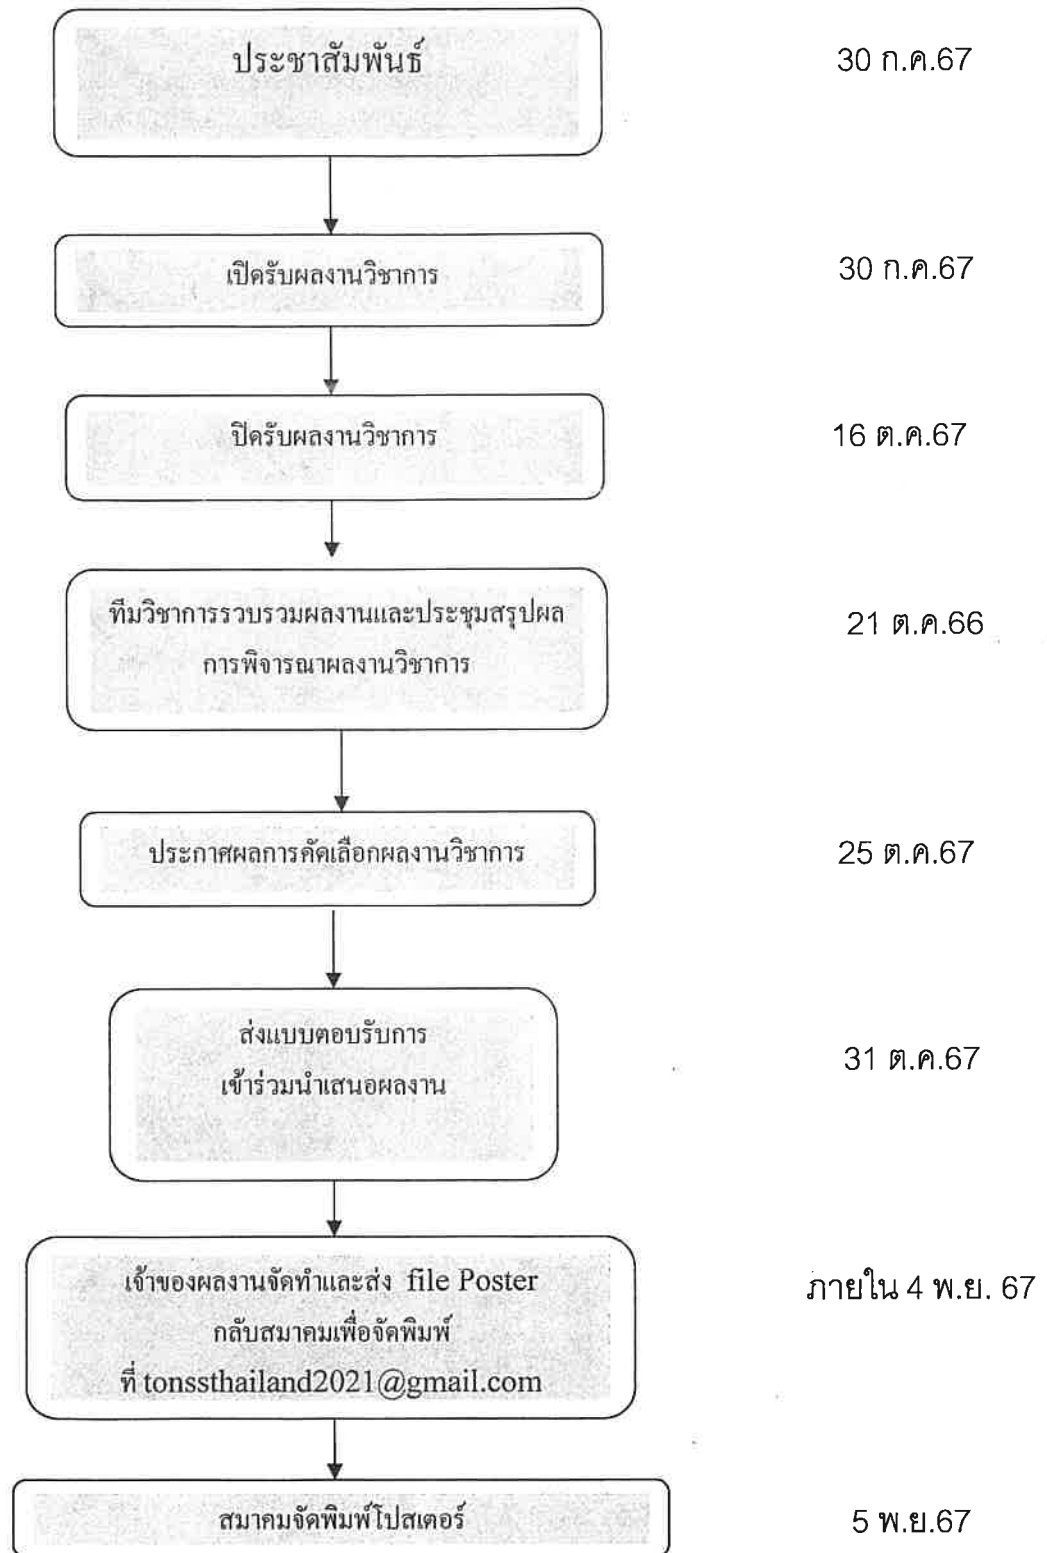 ประชาสัมพันธ์ 30 ก.ค.67
เปิดรับผลงานวิชาการ 30 ก.ค.67
ปิดรับผลงานวิชาการ 16 ต.ค.67
ทีมวิชาการรวบรวมผลงานและประชุมสรุปผล 21 ต.ค.66
การพิจารณาผลงานวิชาการ
ประกาศผลการคัดเลือกผลงานวิชาการ 25 ต.ค.67
ส่งแบบตอบรับการ
เข้าร่วมนำเสนอผลงาน
31 ต.ค.67
เจ้าของผลงานจัดทำและส่ง file Poster ภายใน 4 พ.ย. 67
กลับสมาคมเพื่อจัดพิมพ์
ที่ tonssthailand2021@gmail.com
สมาคมจัดพิมพ์โปสเตอร์ 5 พ.ย.67